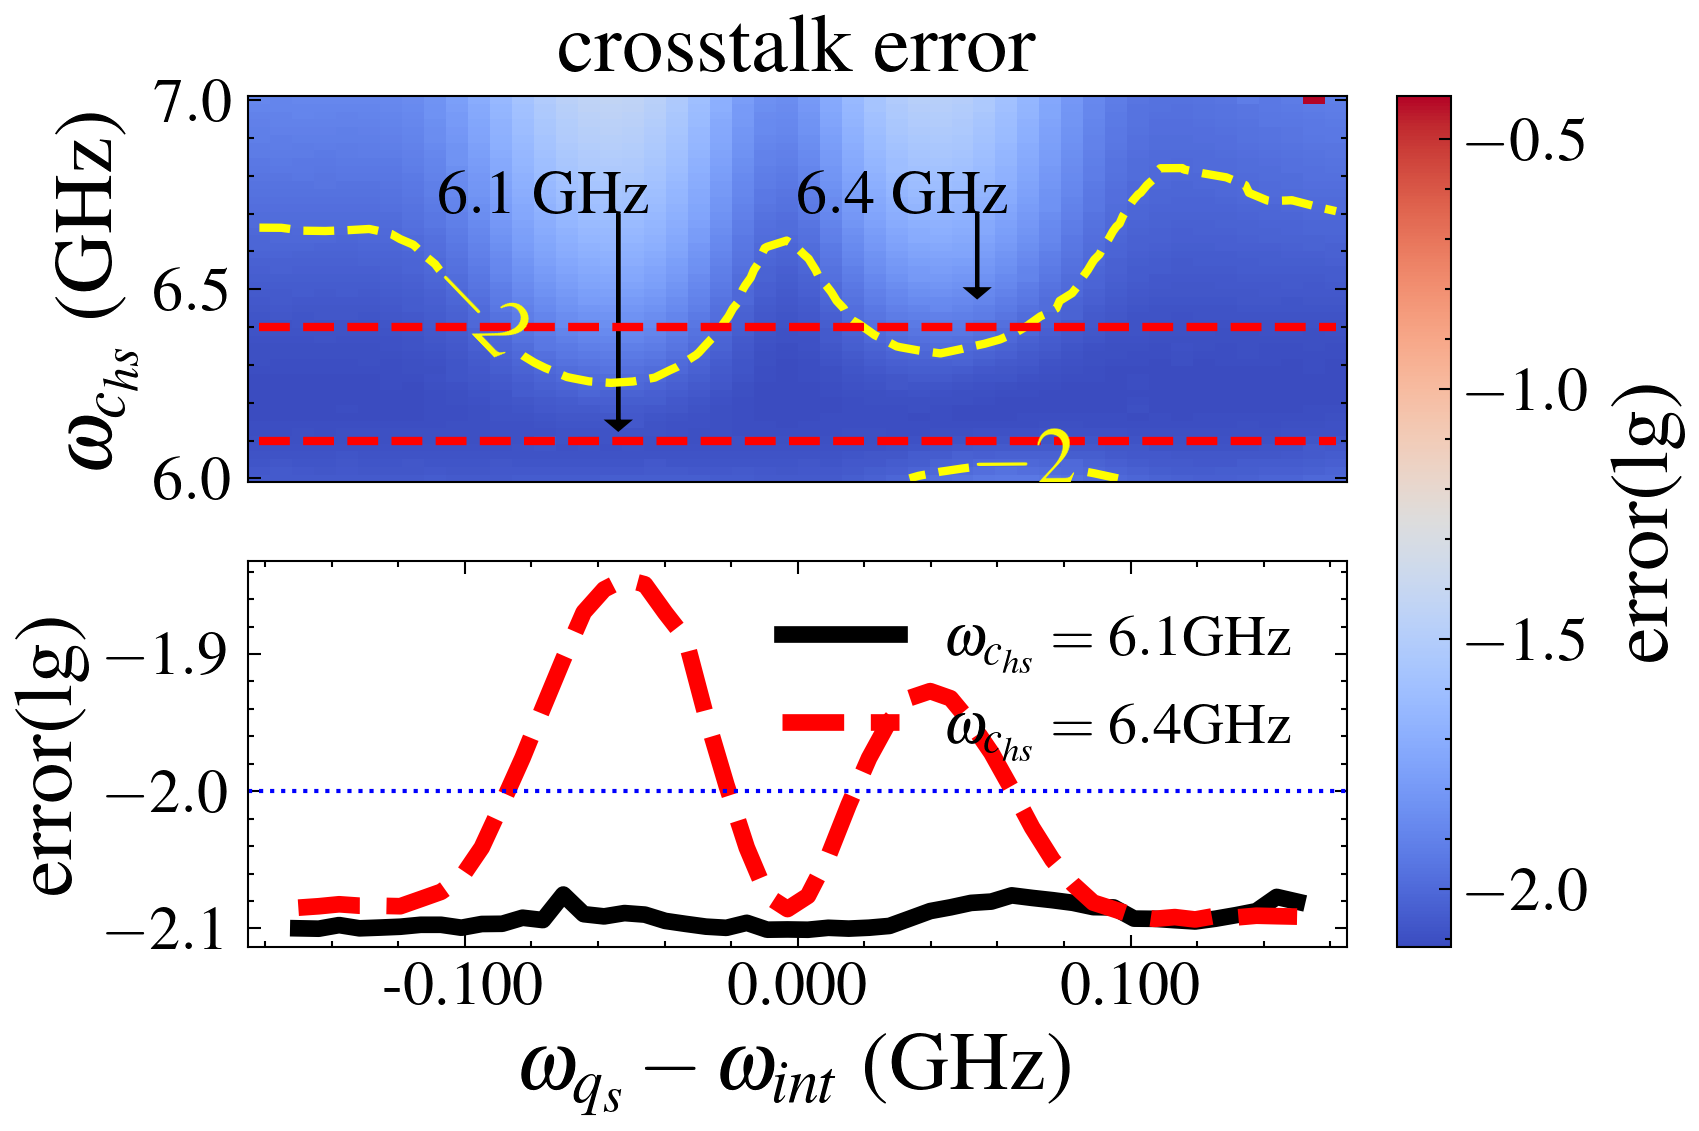 crosstalk error
7.0
6.5
6.0
ω_{c_{hs}} (GHz)
6.1 GHz
6.4 GHz
−2
−2
−0.5
−1.0
−1.5
−2.0
error(lg)
error(lg)
−1.9
−2.0
−2.1
ω_{c_{hs}} = 6.1GHz
ω_{c_{hs}} = 6.4GHz
-0.100
0.000
0.100
ω_{q_s} − ω_{int} (GHz)